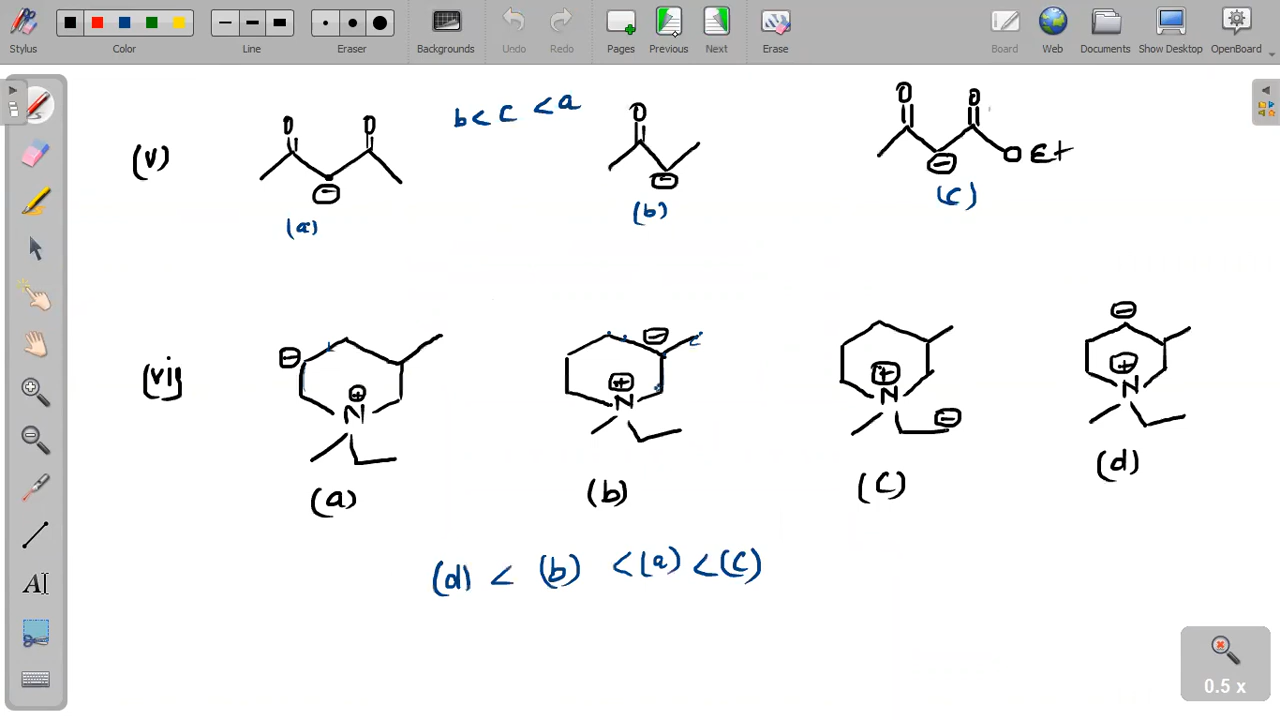 Stylus
Color
Line
Eraser
Backgrounds
Undo
Redo
Pages
Previous
Next
Erase
Board
Web
Documents
Show Desktop
OpenBoard
(v)
O O
⊖
(a)
b < c < a
O
⊖
(b)
O O
⊖ OEt
(c)
(vi)
⊖
⊕
N
(a)
⊖
⊕
N
(b)
⊕
N
⊖
(c)
⊖
⊕
N
(d)
(d) < (b) < (a) < (c)
0.5 x